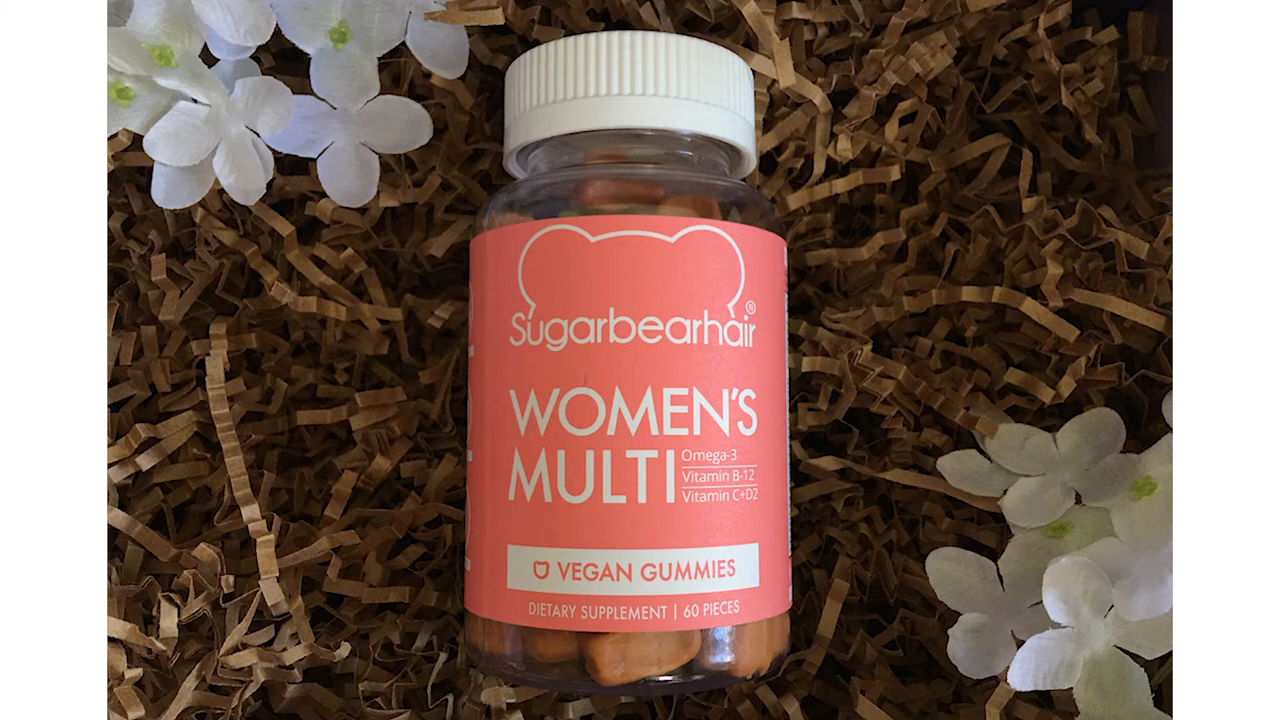 Sugarbearhair®
WOMEN'S
MULTI
Omega-3
Vitamin B-12
Vitamin C+D2
VEGAN GUMMIES
DIETARY SUPPLEMENT | 60 PIECES